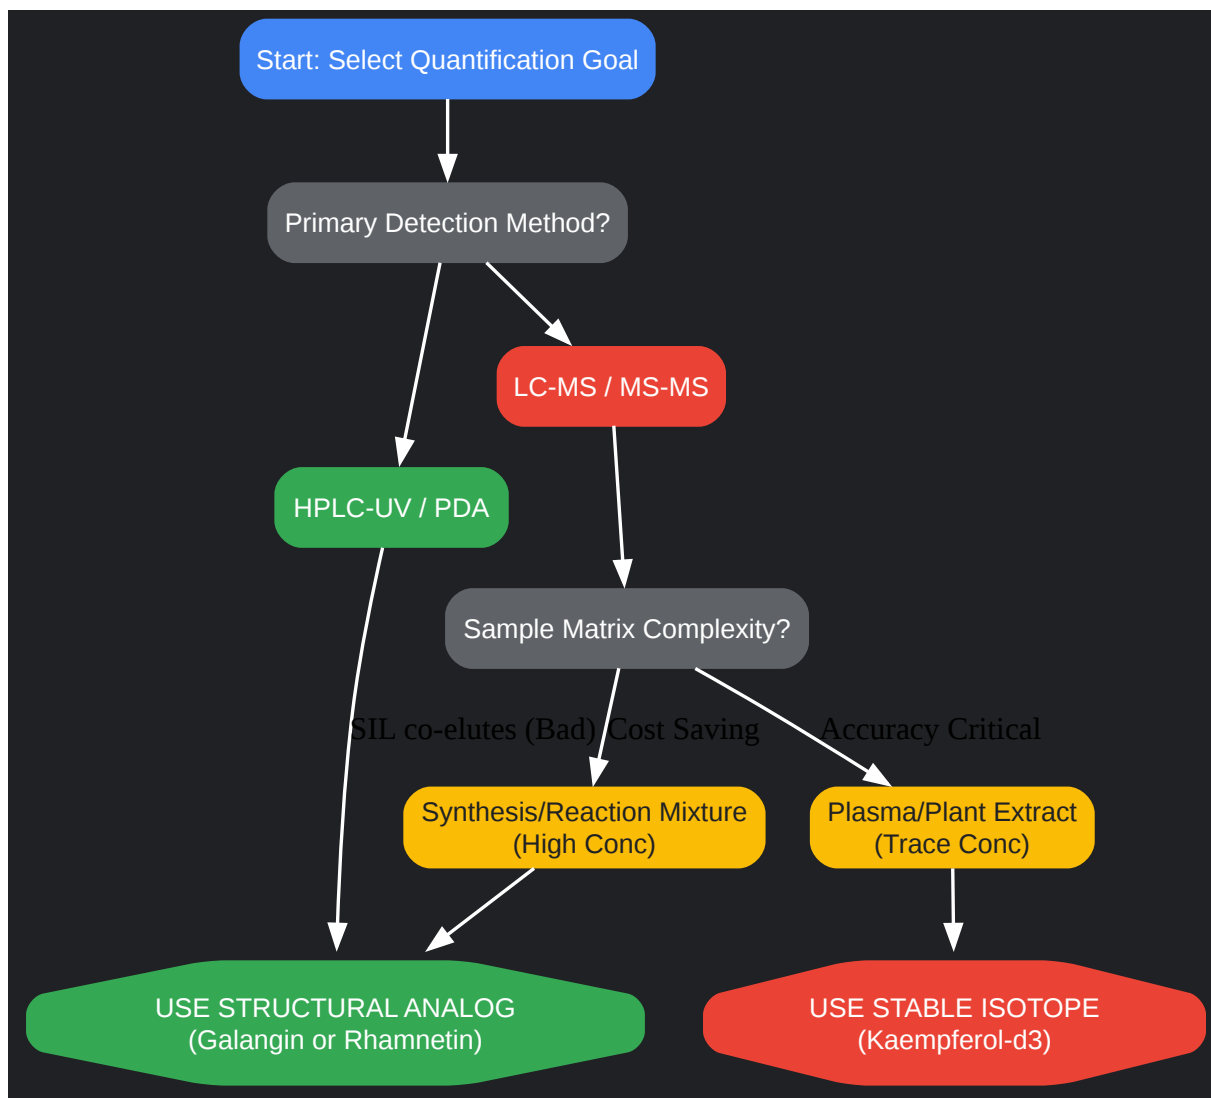 Start: Select Quantification Goal
Primary Detection Method?
LC-MS / MS-MS
HPLC-UV / PDA
Sample Matrix Complexity?
SIL co-elutes (Bad)
Cost Saving
Accuracy Critical
Synthesis/Reaction Mixture
(High Conc)
Plasma/Plant Extract
(Trace Conc)
USE STRUCTURAL ANALOG
(Galangin or Rhamnetin)
USE STABLE ISOTOPE
(Kaempferol-d3)